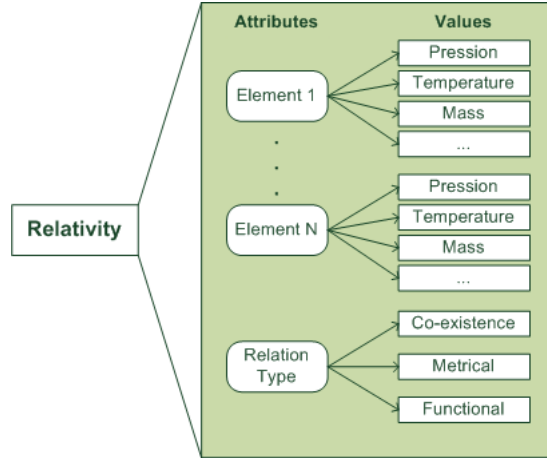 Attributes
Values
Relativity
Element 1
Pression
Temperature
Mass
...
Element N
Pression
Temperature
Mass
...
Relation
Type
Co-existence
Metrical
Functional